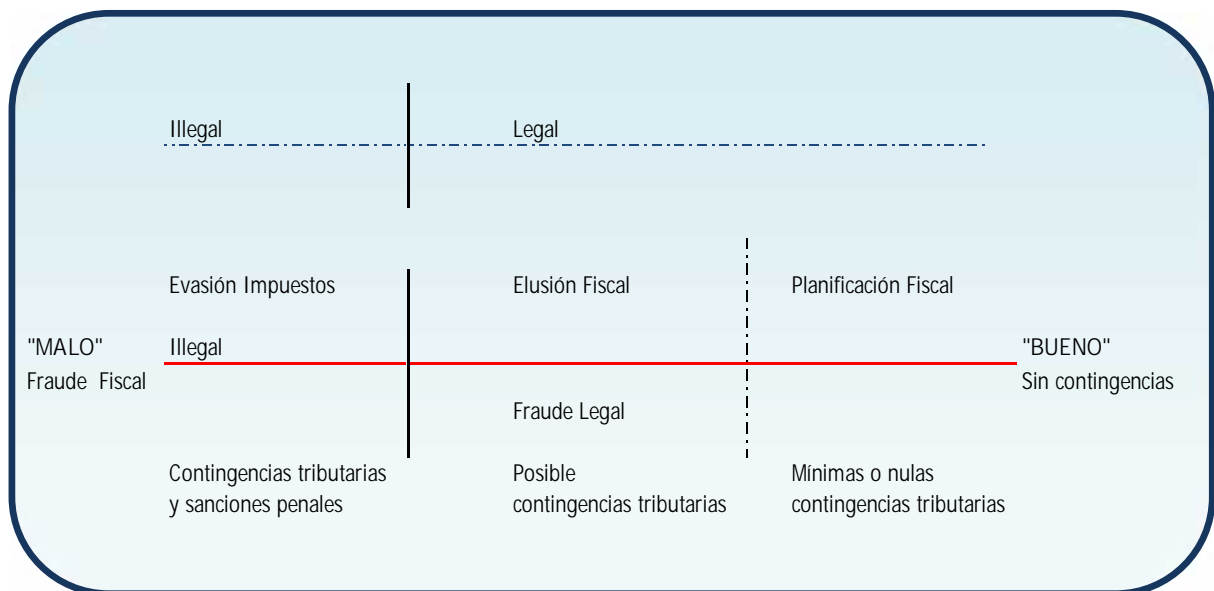 Illegal
Legal
Evasión Impuestos
Elusión Fiscal
Planificación Fiscal
"MALO"
Illegal
"BUENO"
Fraude Fiscal
Sin contingencias
Fraude Legal
Contingencias tributarias
y sanciones penales
Posible
contingencias tributarias
Mínimas o nulas
contingencias tributarias